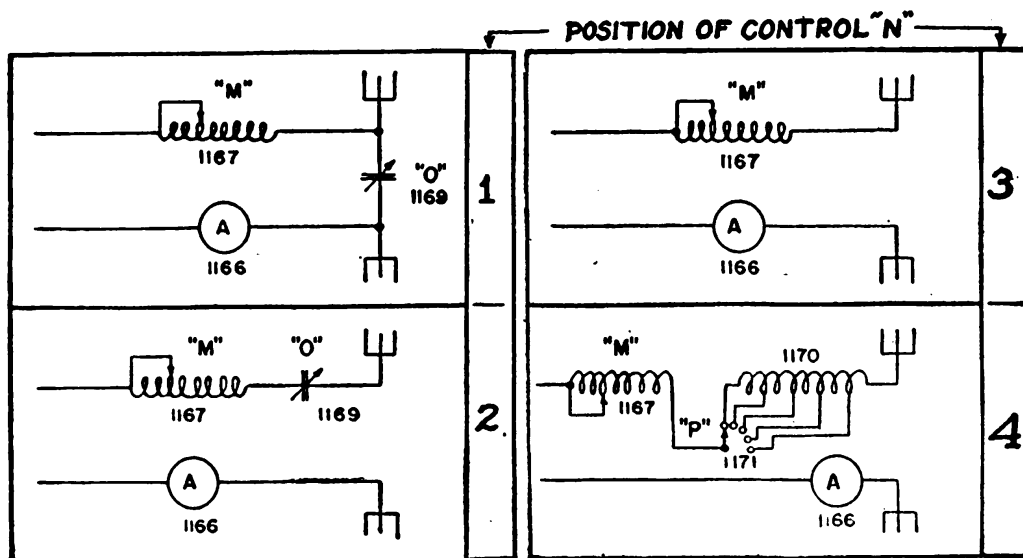 POSITION OF CONTROL "N"
"M"
1167
"O"
1169
A
1166
1
"M"
1167
A
1166
3
"M"
"O"
1167
1169
A
1166
2
"M"
1167
1170
"P"
1171
A
1166
4